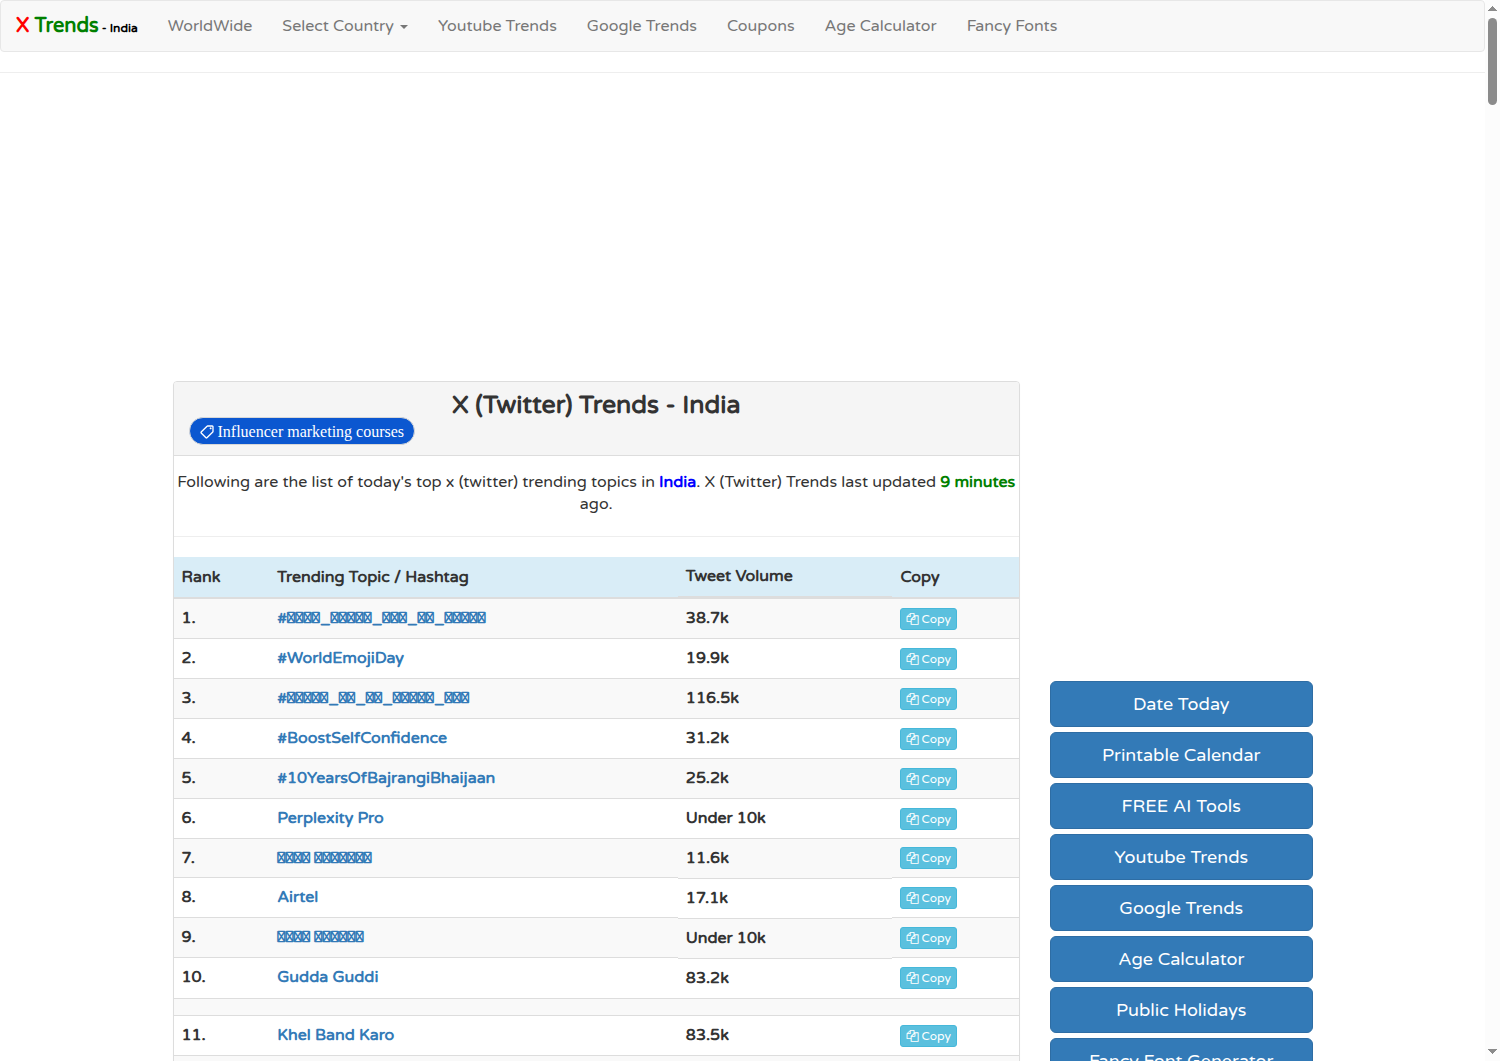 X Trends - India
WorldWide
Select Country
Youtube Trends
Google Trends
Coupons
Age Calculator
Fancy Fonts
X (Twitter) Trends - India
Influencer marketing courses
Following are the list of today's top x (twitter) trending topics in India. X (Twitter) Trends last updated 9 minutes
ago.
Rank Trending Topic / Hashtag Tweet Volume Copy
1. 38.7k Copy
2. #WorldEmojiDay 19.9k Copy
3. 116.5k Copy
4. #BoostSelfConfidence 31.2k Copy
5. #10YearsOfBajrangiBhaijaan 25.2k Copy
6. Perplexity Pro Under 10k Copy
7. 11.6k Copy
8. Airtel 17.1k Copy
9. Under 10k Copy
10. Gudda Guddi 83.2k Copy
11. Khel Band Karo 83.5k Copy
Date Today
Printable Calendar
FREE AI Tools
Youtube Trends
Google Trends
Age Calculator
Public Holidays
Fancy Font Generator